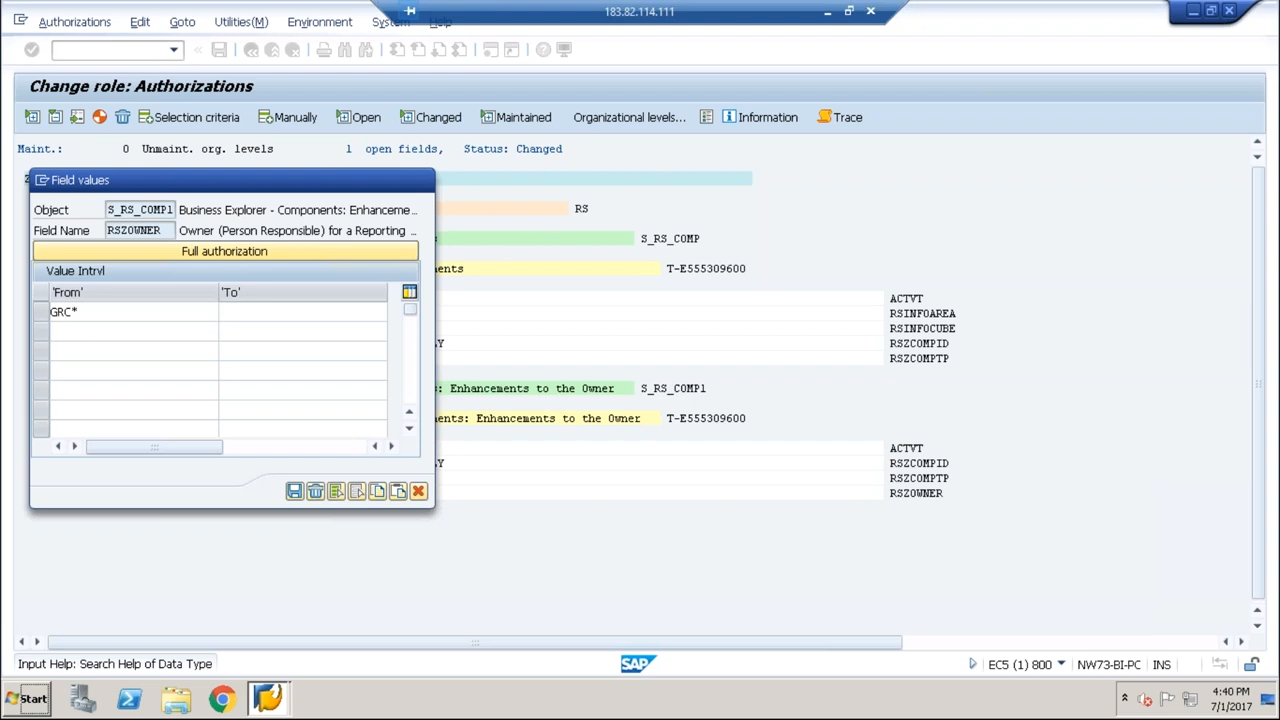 183.82.114.111
Authorizations Edit Goto Utilities(M) Environment System Help
Change role: Authorizations
Selection criteria Manually Open Changed Maintained Organizational levels... Information Trace
Maint.: 0 Unmaint. org. levels 1 open fields, Status: Changed
Field values
Object S_RS_COMP1 Business Explorer - Components: Enhanceme...
RS
Field Name RSZOWNER Owner (Person Responsible) for a Reporting ...
S_RS_COMP
Full authorization
Value Intrvl
ments T-E555309600
'From' 'To'
ACTVT
GRC*
RSINFOAREA
RSINFOCUBE
LY RSZCOMPID
RSZCOMPTP
s: Enhancements to the Owner S_RS_COMP1
ments: Enhancements to the Owner T-E555309600
ACTVT
LY RSZCOMPID
RSZCOMPTP
RSZOWNER
Input Help: Search Help of Data Type
SAP
EC5 (1) 800 NW73-BI-PC INS
Start
4:40 PM
7/1/2017